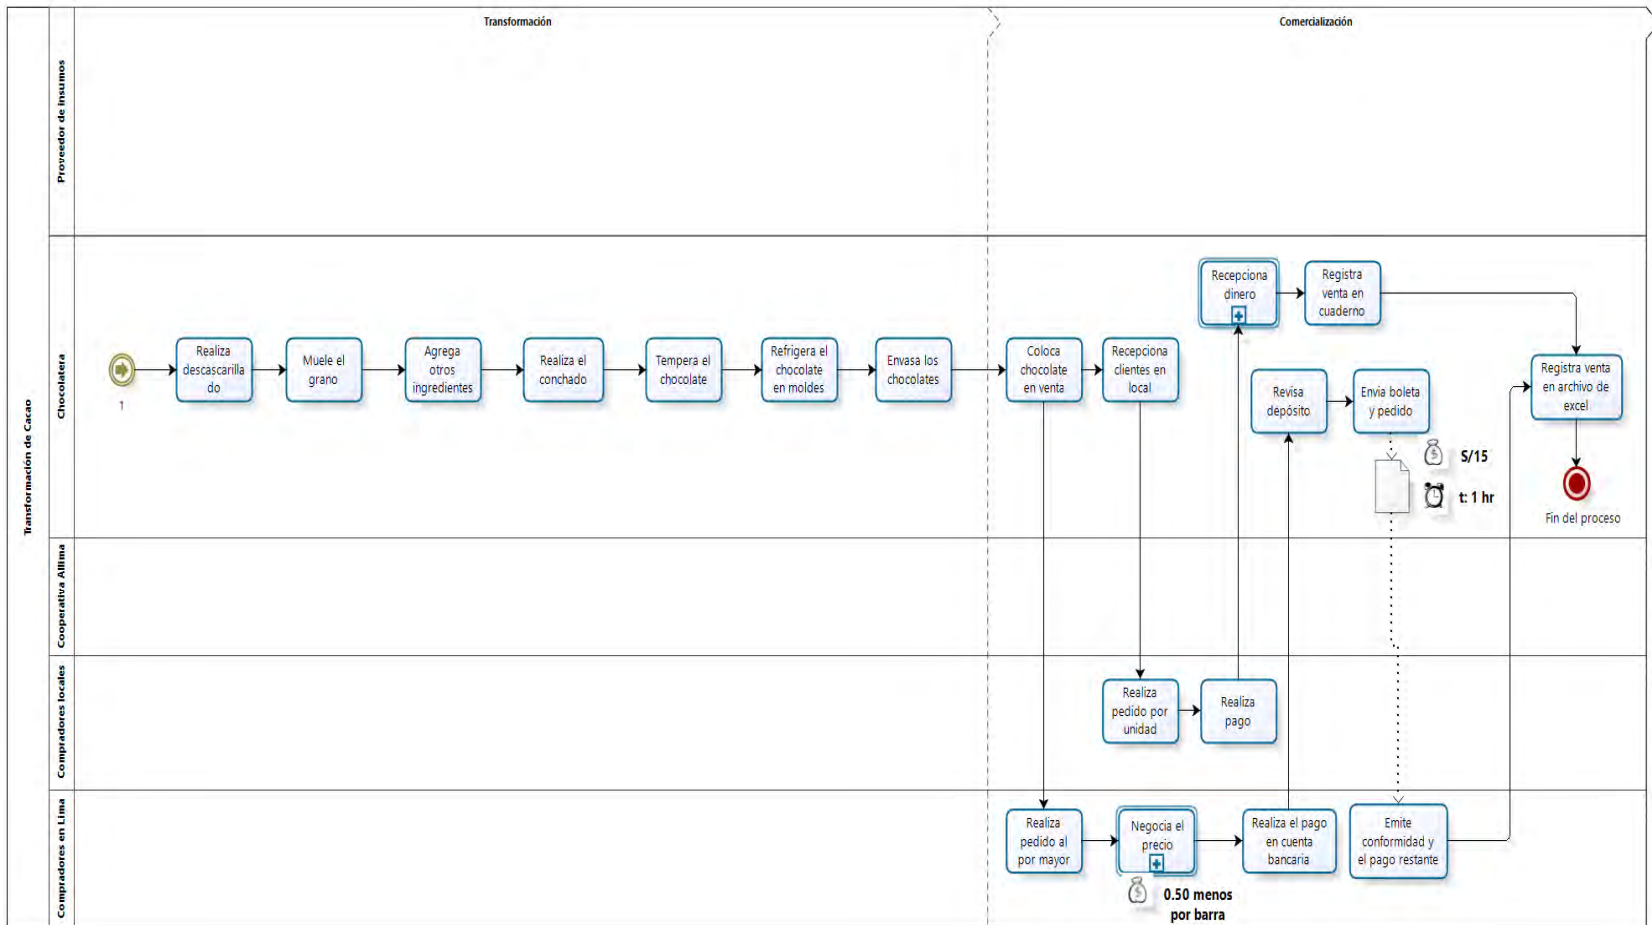 Transformación
Comercialización
Transformación de Cacao
Proveedor de insumos
Chocolatera
Cooperativa Allima
Compradores locales
Compradores en Lima
1
Realiza
descascarilla
do
Muele el
grano
Agrega
otros
ingredientes
Realiza el
conchado
Tempera el
chocolate
Refrigera el
chocolate
en moldes
Envasa los
chocolates
Coloca
chocolate
en venta
Recepciona
clientes en
local
Recepciona
dinero
Registra
venta en
cuaderno
Revisa
depósito
Envia boleta
y pedido
S/15
t: 1 hr
Registra venta
en archivo de
excel
Fin del proceso
Realiza
pedido por
unidad
Realiza
pago
Realiza
pedido al
por mayor
Negocia el
precio
0.50 menos
por barra
Realiza el pago
en cuenta
bancaria
Emite
conformidad y
el pago restante